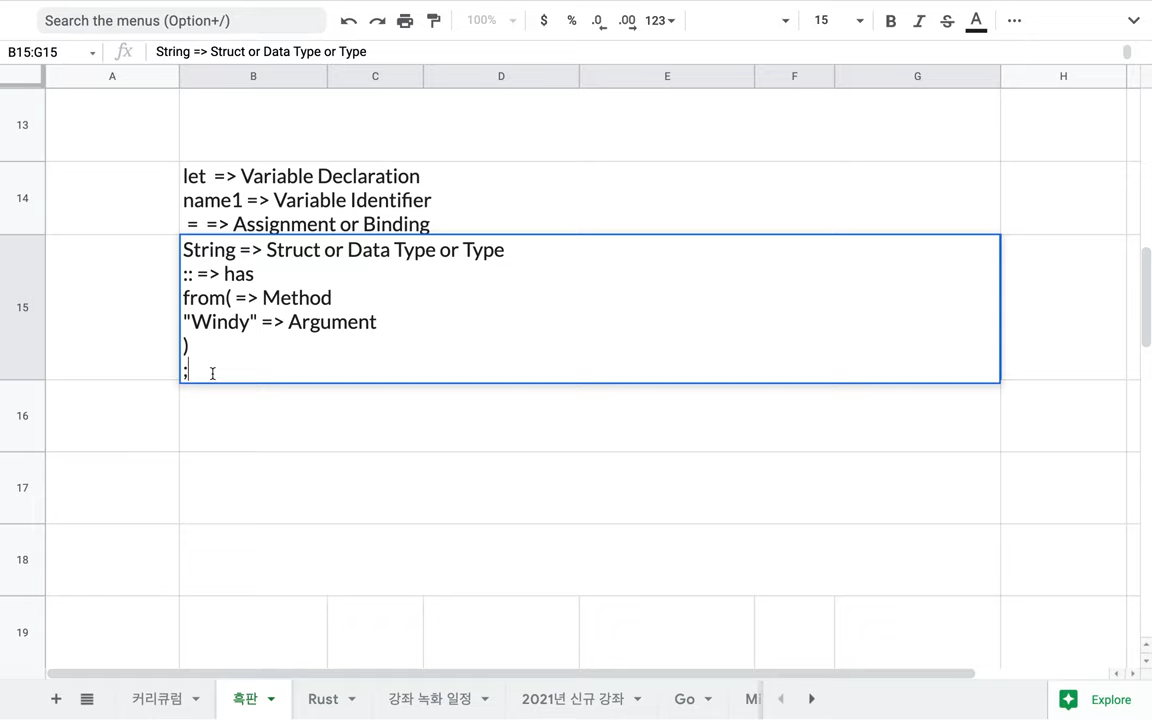 Search the menus (Option+/)
100%
$ % .0 .00 123
15
B I S A
B15:G15
fx
String => Struct or Data Type or Type
A B C D E F G H
13
14
let => Variable Declaration
name1 => Variable Identifier
= => Assignment or Binding
15
String => Struct or Data Type or Type
:: => has
from( => Method
"Windy" => Argument
)
;
16
17
18
19
커리큘럼
흑판
Rust
강좌 녹화 일정
2021년 신규 강좌
Go
Mi
Explore